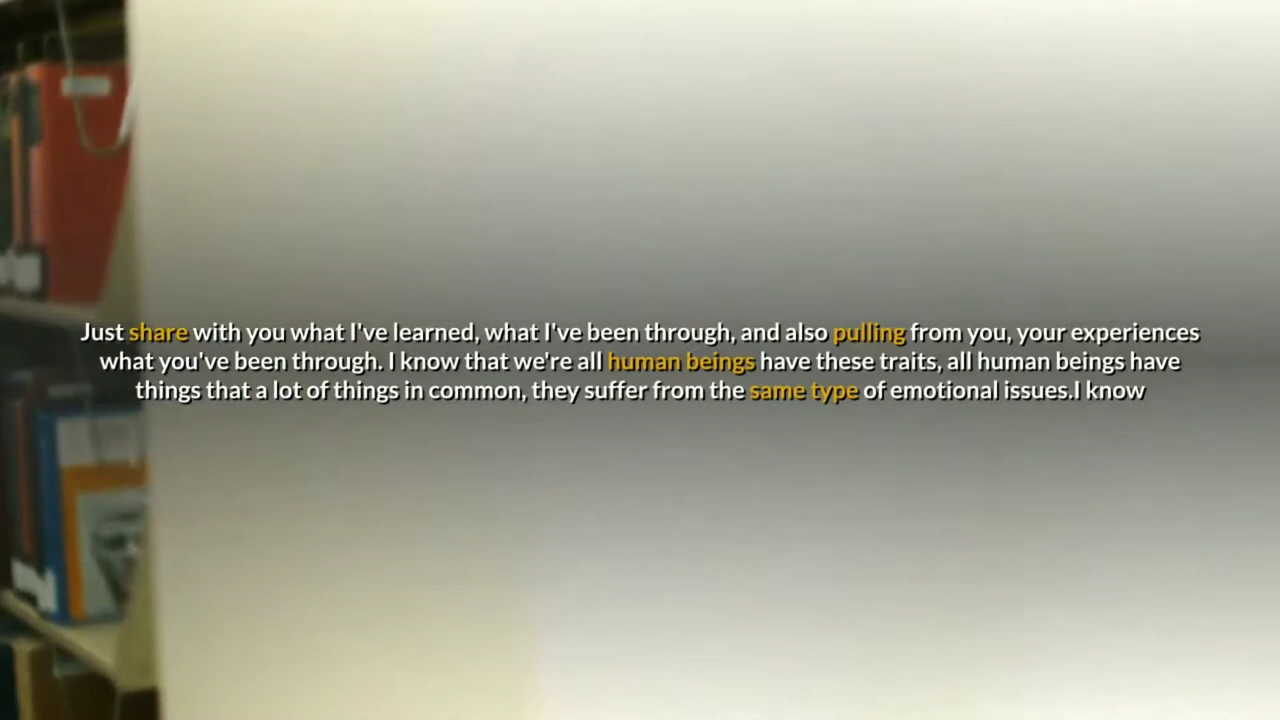 Just share with you what I've learned, what I've been through, and also pulling from you, your experiences
what you've been through. I know that we're all human beings have these traits, all human beings have
things that a lot of things in common, they suffer from the same type of emotional issues.I know